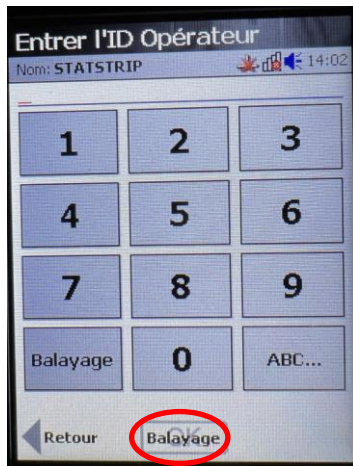 Entrer l'ID Opérateur
Nom: STATSTRIP 14:02
1 2 3
4 5 6
7 8 9
Balayage 0 ABC...
Retour Balayage